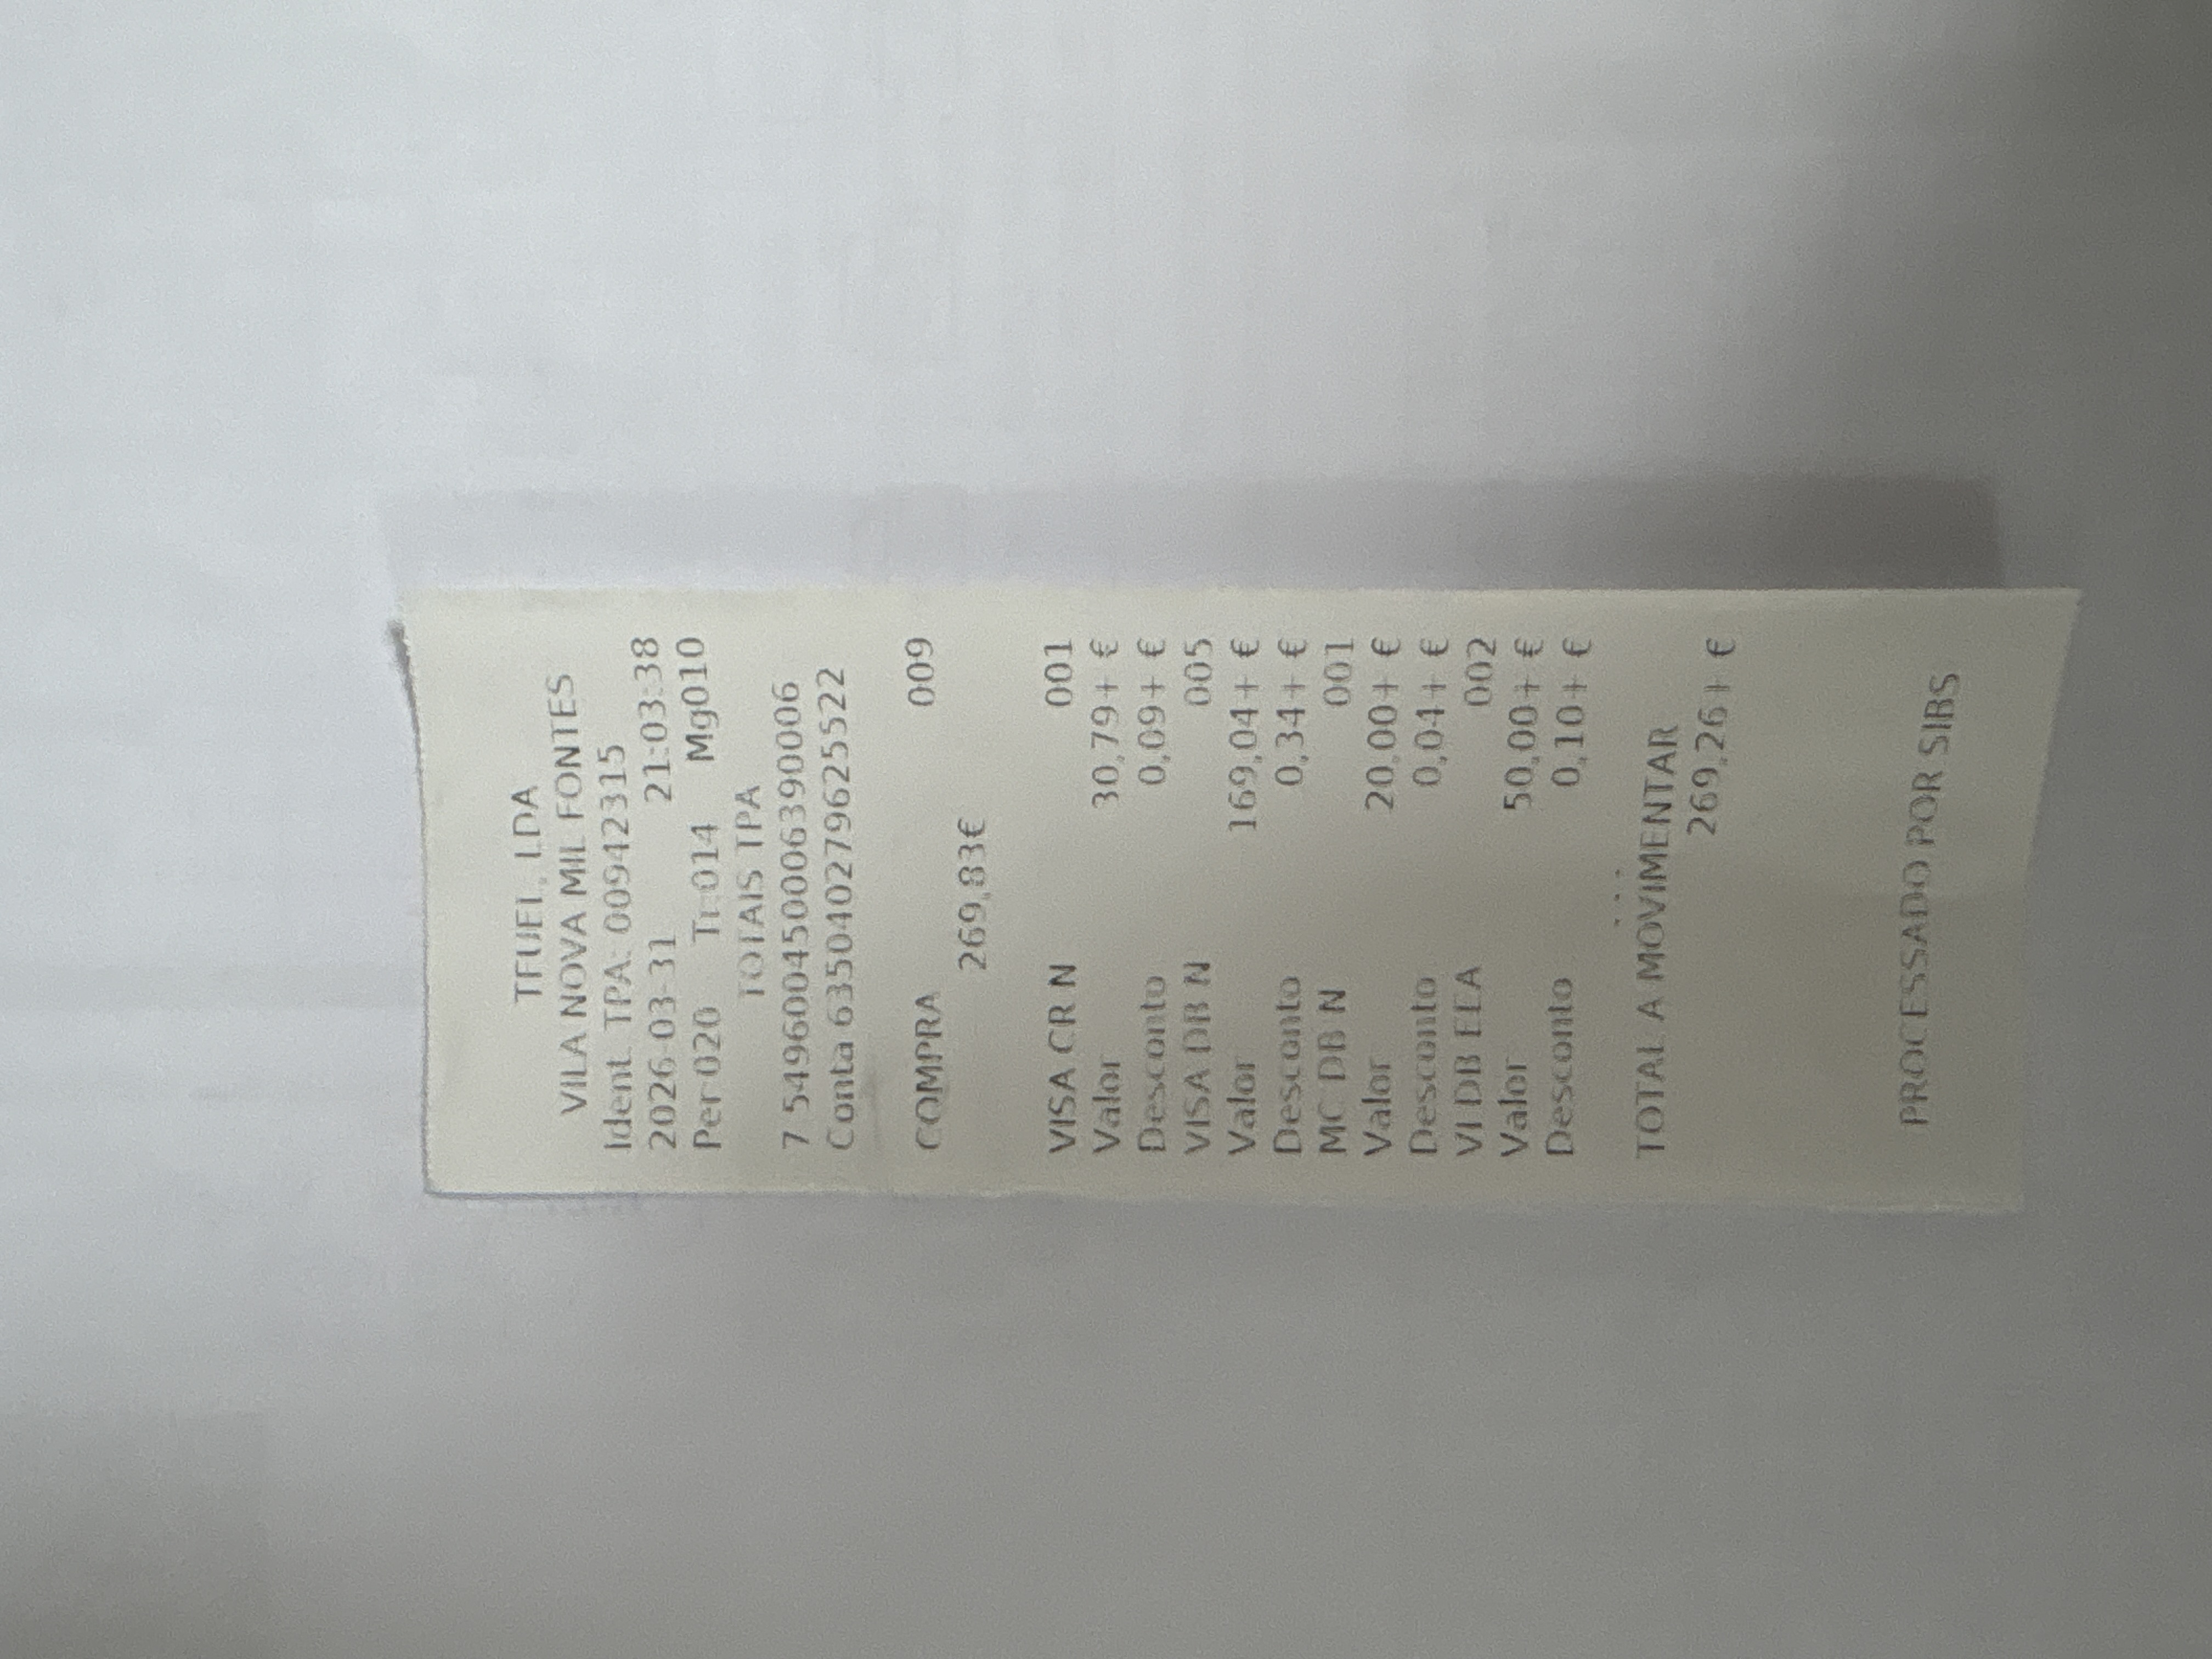 TFUEL, LDA
VILA NOVA MIL FONTES
Ident. TPA: 00942315
2026-03-31 21:03:38
Per:020 Tr:014 Mg010
TOTAIS TPA
7 5496004500063990006
Conta 63504027962​5522
COMPRA 009
269,83€
VISA CR N 001
Valor 30,79+ €
Desconto 0,09+ €
VISA DB N 005
Valor 169,04+ €
Desconto 0,34+ €
MC DB N 001
Valor 20,00+ €
Desconto 0,04+ €
VI DB EEA 002
Valor 50,00+ €
Desconto 0,10+ €
TOTAL A MOVIMENTAR
269,26+ €
PROCESSADO POR SIBS